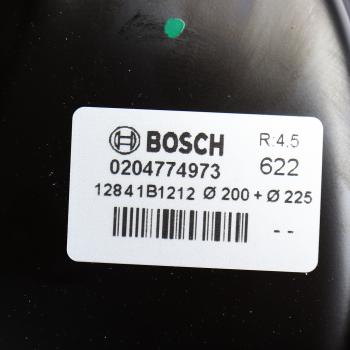 BOSCH R:4.5
0204774973 622
12841B1212 Ø 200 + Ø 225
--